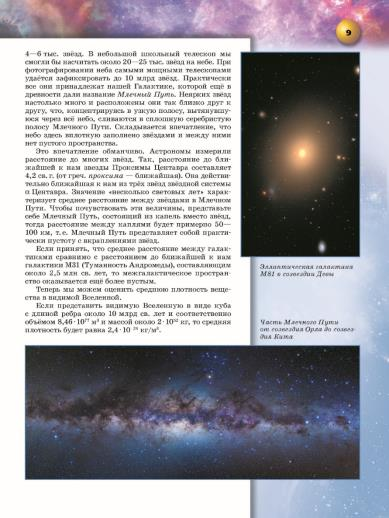 9
4—6 тыс. звёзд. В небольшой школьный телескоп мы
смогли бы насчитать около 20—25 тыс. звёзд на небе. При
фотографировании неба самыми мощными телескопами
удаётся зафиксировать до 10 млрд звёзд. Практически
все они принадлежат нашей Галактике, которой ещё в
древности дали название Млечный Путь. Неярких звёзд
настолько много и расположены они так близко друг к
другу, что, концентрируясь в узкую полосу, вытянувшу-
юся через всё небо, сливаются в сплошную серебристую
полосу Млечного Пути. Складывается впечатление, что
небо здесь вплотную заполнено звёздами и между ними
нет пустого пространства.
Это впечатление обманчиво. Астрономы измерили
расстояние до многих звёзд. Так, расстояние до бли-
жайшей к нам звезды Проксимы Центавра составляет
4,2 св. г. (от греч. проксима — ближайшая). Она действи-
тельно ближайшая к нам из трёх звёзд звёздной системы
α Центавра. Значение «несколько световых лет» харак-
теризует среднее расстояние между звёздами в Млечном
Пути. Чтобы почувствовать эти величины, представьте
себе Млечный Путь, состоящий из капель вместо звёзд,
тогда расстояние между каплями будет примерно 50—
100 км, т. е. Млечный Путь представляет собой практи-
чески пустоту с вкраплениями звёзд.
Если принять, что среднее расстояние между галак-
тиками сравнимо с расстоянием до ближайшей к нам
галактики М31 (Туманность Андромеды), составляющим
около 2,5 млн св. лет, то межгалактическое простран-
ство оказывается ещё более пустым.
Теперь мы можем оценить среднюю плотность веще-
ства в видимой Вселенной.
Если представить видимую Вселенную в виде куба
с длиной ребра около 10 млрд св. лет и соответственно
объёмом 8,46 · 10⁷⁷ м³ и массой около 2 · 10⁵² кг, то средняя
плотность будет равна 2,4 · 10⁻²⁶ кг/м³.
Эллиптическая галактика
М81 в созвездии Девы
Часть Млечного Пути
от созвездия Орла до созвез-
дия Кита